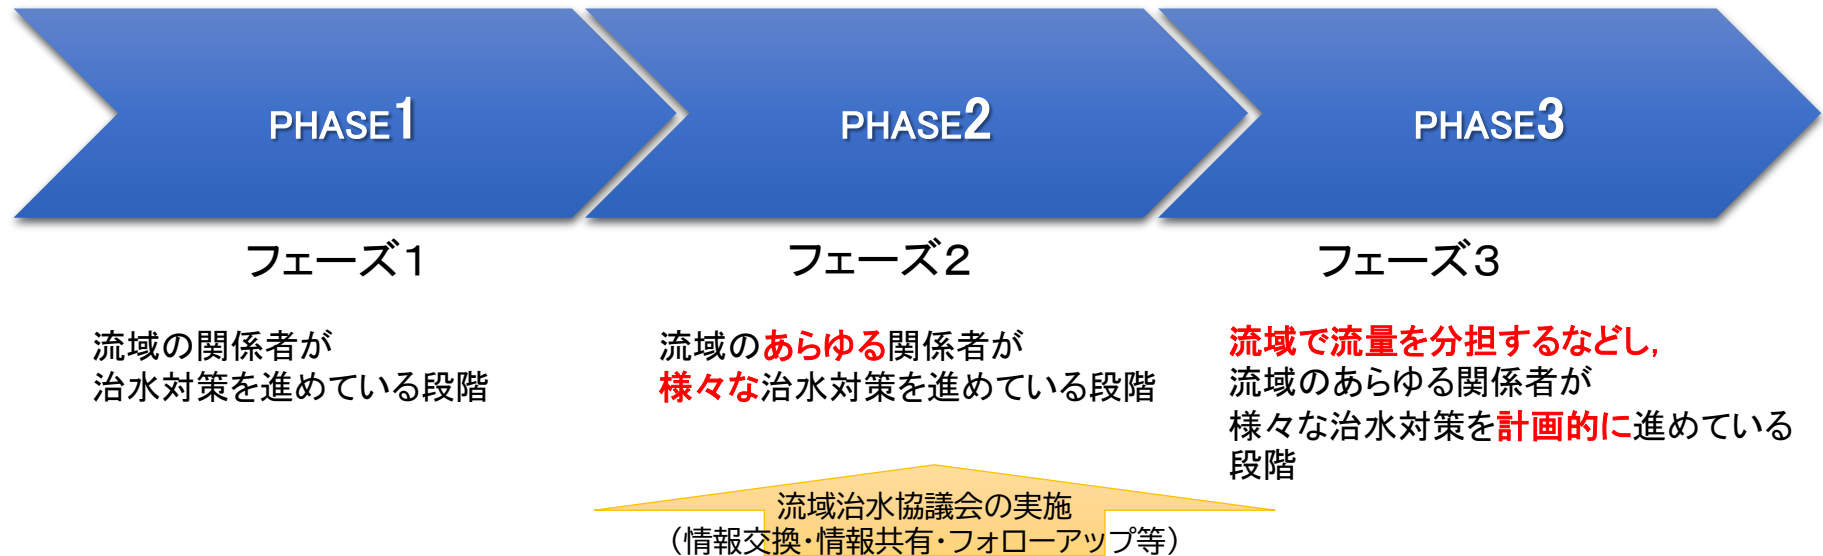 PHASE1
PHASE2
PHASE3
フェーズ１
流域の関係者が
治水対策を進めている段階
フェーズ２
流域のあらゆる関係者が
様々な治水対策を進めている段階
フェーズ３
流域で流量を分担するなどし,
流域のあらゆる関係者が
様々な治水対策を計画的に進めている
段階
流域治水協議会の実施
（情報交換・情報共有・フォローアップ等）